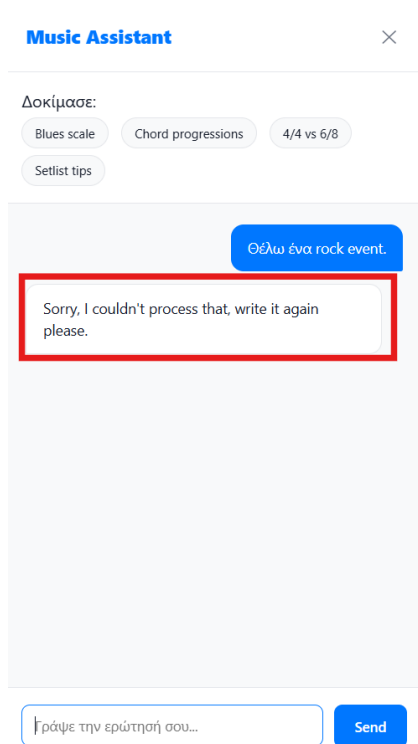 Music Assistant
Δοκίμασε:
Blues scale
Chord progressions
4/4 vs 6/8
Setlist tips
Θέλω ένα rock event.
Sorry, I couldn't process that, write it again
please.
Γράψε την ερώτησή σου...
Send